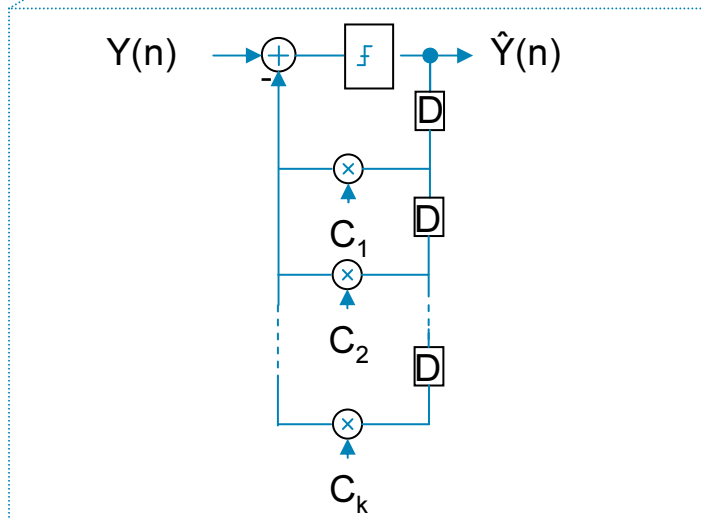 Y(n) + Ŷ(n)
-
D
×
C₁
D
×
C₂
D
×
Cₖ